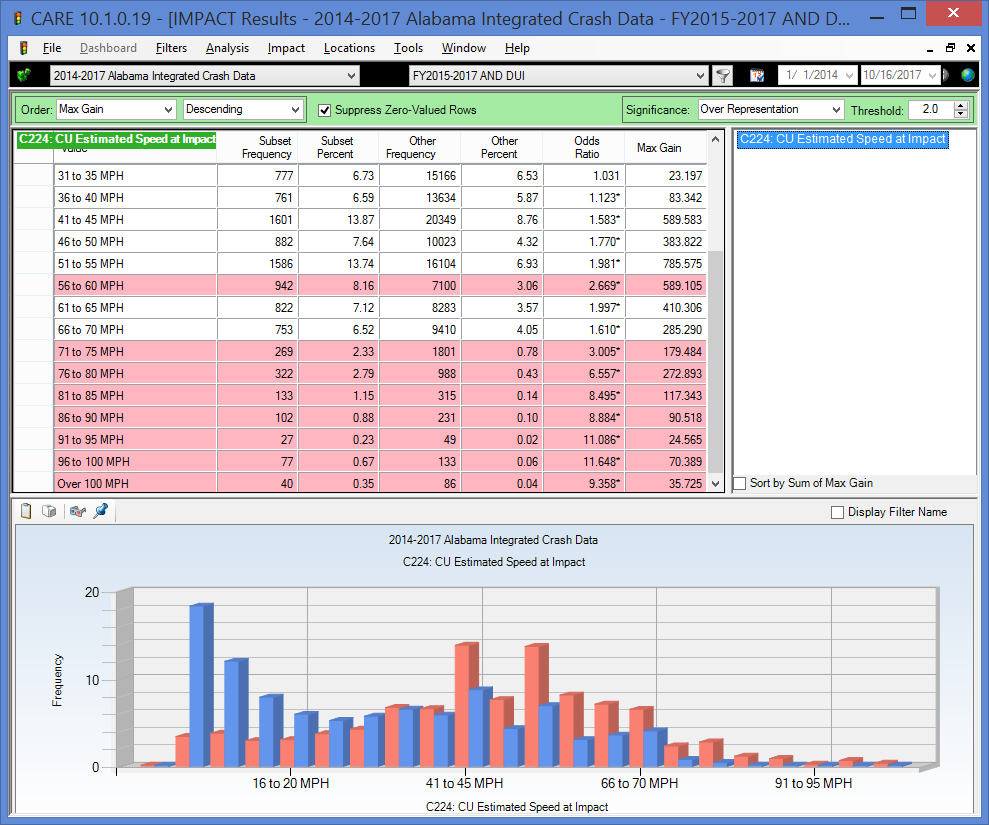 CARE 10.1.0.19 - [IMPACT Results - 2014-2017 Alabama Integrated Crash Data - FY2015-2017 AND D...
File Dashboard Filters Analysis Impact Locations Tools Window Help
2014-2017 Alabama Integrated Crash Data FY2015-2017 AND DUI 1/ 1/2014 10/16/2017
Order: Max Gain Descending Suppress Zero-Valued Rows Significance: Over Representation Threshold: 2.0
C224: CU Estimated Speed at Impact Subset Frequency Subset Percent Other Frequency Other Percent Odds Ratio Max Gain C224: CU Estimated Speed at Impact
31 to 35 MPH 777 6.73 15166 6.53 1.031 23.197
36 to 40 MPH 761 6.59 13634 5.87 1.123* 83.342
41 to 45 MPH 1601 13.87 20349 8.76 1.583* 589.583
46 to 50 MPH 882 7.64 10023 4.32 1.770* 383.822
51 to 55 MPH 1586 13.74 16104 6.93 1.981* 785.575
56 to 60 MPH 942 8.16 7100 3.06 2.669* 589.105
61 to 65 MPH 822 7.12 8283 3.57 1.997* 410.306
66 to 70 MPH 753 6.52 9410 4.05 1.610* 285.290
71 to 75 MPH 269 2.33 1801 0.78 3.005* 179.484
76 to 80 MPH 322 2.79 988 0.43 6.557* 272.893
81 to 85 MPH 133 1.15 315 0.14 8.495* 117.343
86 to 90 MPH 102 0.88 231 0.10 8.884* 90.518
91 to 95 MPH 27 0.23 49 0.02 11.086* 24.565
96 to 100 MPH 77 0.67 133 0.06 11.648* 70.389
Over 100 MPH 40 0.35 86 0.04 9.358* 35.725
Sort by Sum of Max Gain
Display Filter Name
2014-2017 Alabama Integrated Crash Data
C224: CU Estimated Speed at Impact
20
10
0
Frequency
16 to 20 MPH 41 to 45 MPH 66 to 70 MPH 91 to 95 MPH
C224: CU Estimated Speed at Impact